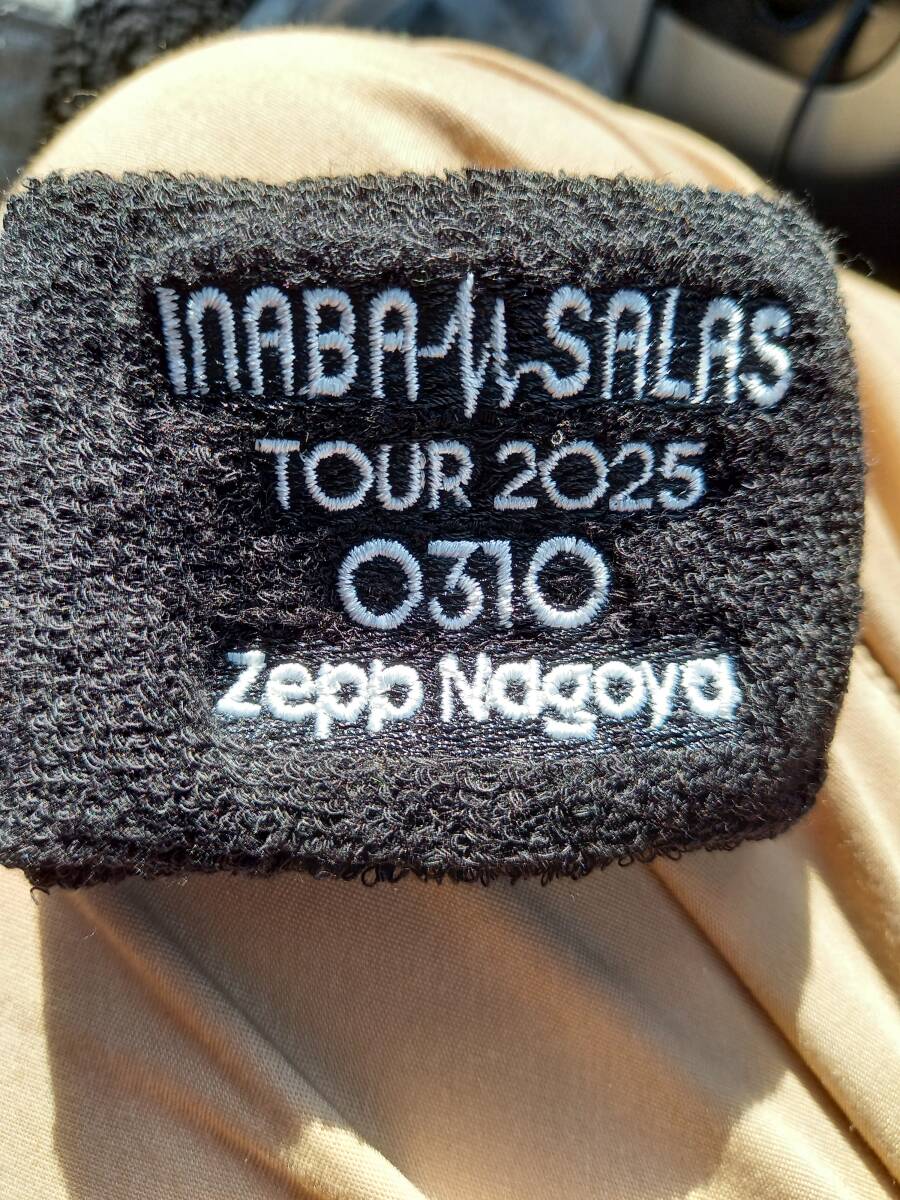 INABA SALAS
TOUR 2025
0310
Zepp Nagoya